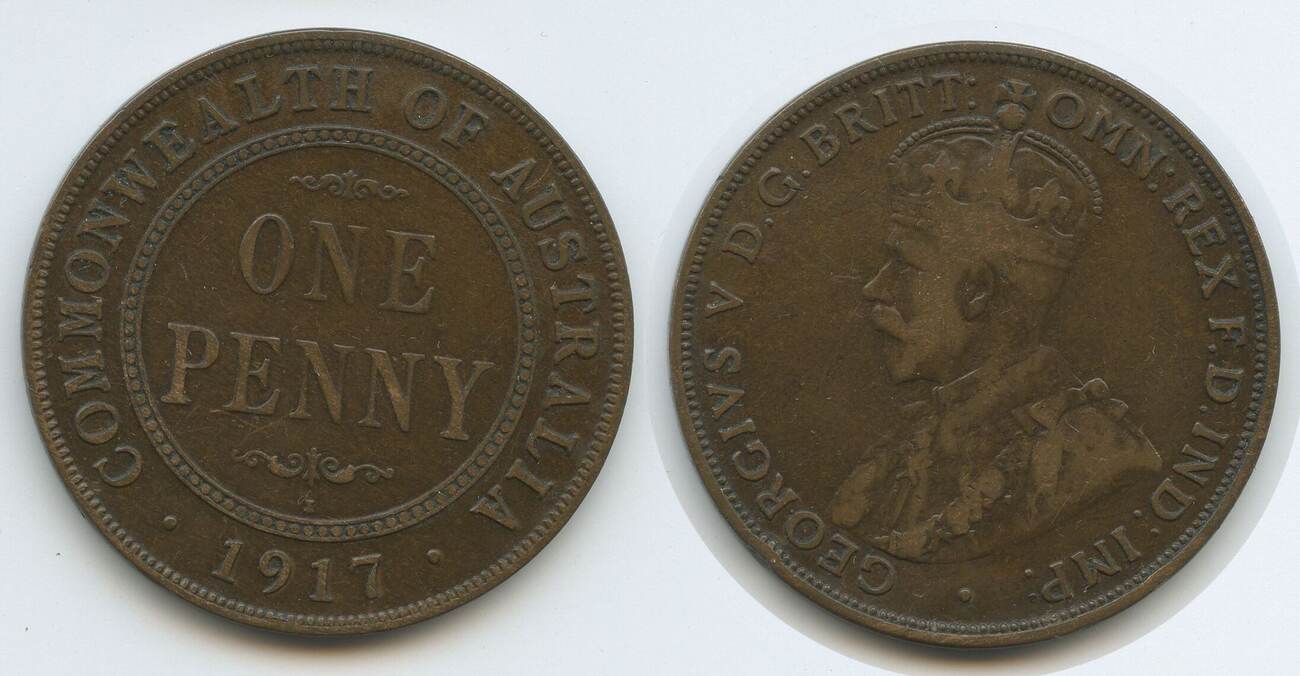 COMMONWEALTH OF AUSTRALIA
ONE
PENNY
I
· 1917 ·
GEORGIVS V D.G. BRITT: OMN: REX F.D. IND: IMP: ·